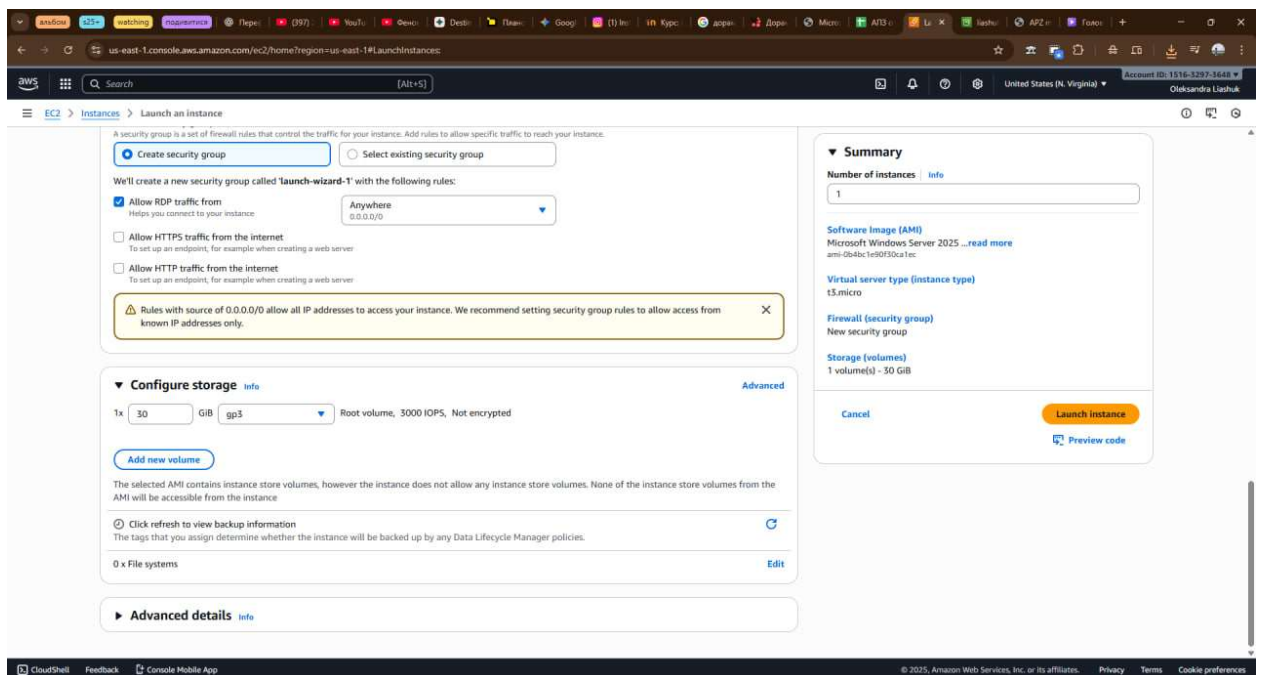 альбом s25+ watching подивитися Перек (397) : YouTu Фено Destin Google (1) In Курс Micro АПЗ liashu APZ Голос
us-east-1.console.aws.amazon.com/ec2/home?region=us-east-1#LaunchInstances:
aws Search [Alt+S] United States (N. Virginia) ▼ Account ID: 1516-3297-3648 ▼
Oleksandra Liashuk
EC2 > Instances > Launch an instance
A security group is a set of firewall rules that control the traffic for your instance. Add rules to allow specific traffic to reach your instance.
Create security group Select existing security group
We'll create a new security group called 'launch-wizard-1' with the following rules:
Allow RDP traffic from
Helps you connect to your instance
Anywhere
0.0.0.0/0
Allow HTTPS traffic from the internet
To set up an endpoint, for example when creating a web server
Allow HTTP traffic from the internet
To set up an endpoint, for example when creating a web server
Rules with source of 0.0.0.0/0 allow all IP addresses to access your instance. We recommend setting security group rules to allow access from
known IP addresses only.
▼ Configure storage Info Advanced
1x 30 GiB gp3 Root volume, 3000 IOPS, Not encrypted
Add new volume
The selected AMI contains instance store volumes, however the instance does not allow any instance store volumes. None of the instance store volumes from the
AMI will be accessible from the instance
Click refresh to view backup information
The tags that you assign determine whether the instance will be backed up by any Data Lifecycle Manager policies.
0 x File systems Edit
▶ Advanced details Info
▼ Summary
Number of instances Info
1
Software Image (AMI)
Microsoft Windows Server 2025 ...read more
ami-0b4bc1e90f30ca1ec
Virtual server type (instance type)
t3.micro
Firewall (security group)
New security group
Storage (volumes)
1 volume(s) - 30 GiB
Cancel Launch instance
Preview code
CloudShell Feedback Console Mobile App © 2025, Amazon Web Services, Inc. or its affiliates. Privacy Terms Cookie preferences